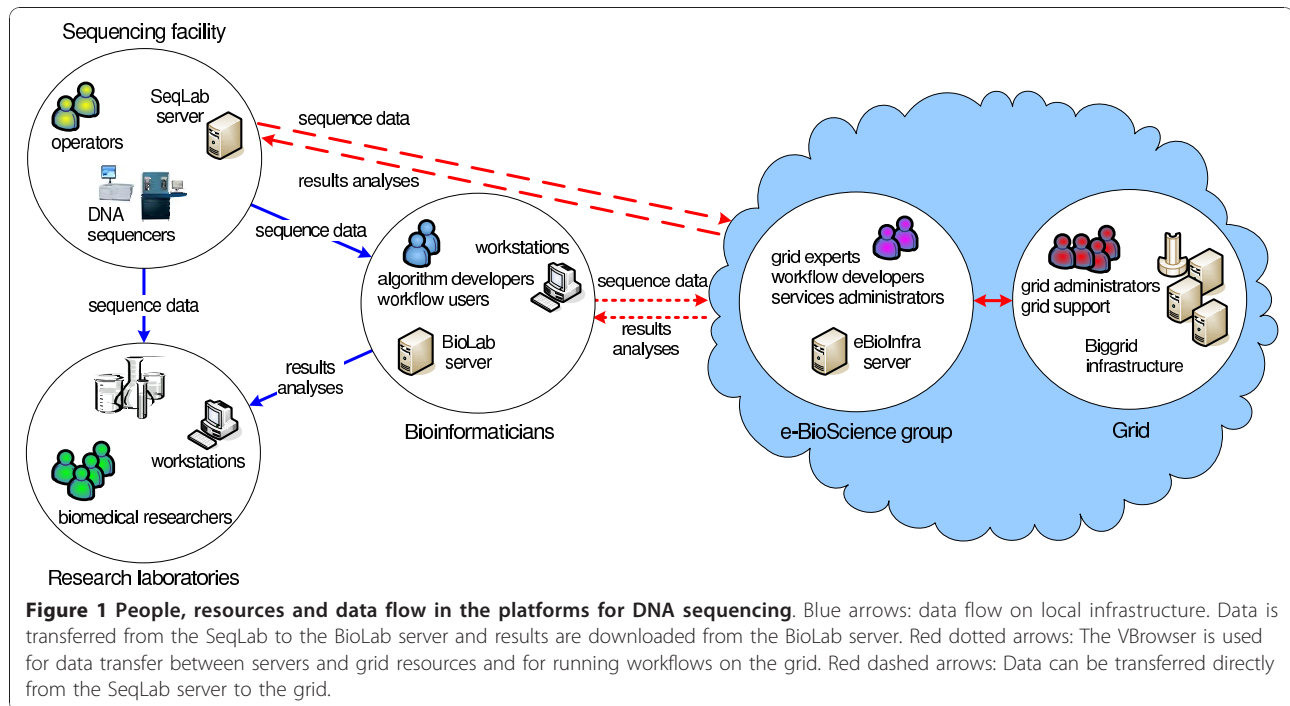 Sequencing facility
SeqLab
server
operators
DNA
sequencers
sequence data
results analyses
sequence data
sequence data
workstations
algorithm developers
workflow users
BioLab
server
Bioinformaticians
results
analyses
sequence data
results
analyses
grid experts
workflow developers
services administrators
eBioInfra
server
e-BioScience group
grid administrators
grid support
Biggrid
infrastructure
Grid
workstations
biomedical researchers
Research laboratories
Figure 1 People, resources and data flow in the platforms for DNA sequencing. Blue arrows: data flow on local infrastructure. Data is
transferred from the SeqLab to the BioLab server and results are downloaded from the BioLab server. Red dotted arrows: The VBrowser is used
for data transfer between servers and grid resources and for running workflows on the grid. Red dashed arrows: Data can be transferred directly
from the SeqLab server to the grid.